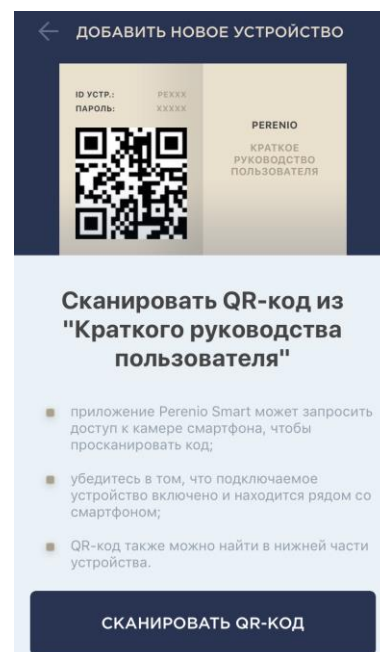 ДОБАВИТЬ НОВОЕ УСТРОЙСТВО
ID УСТР.: PEXXX
ПАРОЛЬ: XXXXX
PERENIO
КРАТКОЕ
РУКОВОДСТВО
ПОЛЬЗОВАТЕЛЯ
Сканировать QR-код из
"Краткого руководства
пользователя"
приложение Perenio Smart может запросить
доступ к камере смартфона, чтобы
просканировать код;
убедитесь в том, что подключаемое
устройство включено и находится рядом со
смартфоном;
QR-код также можно найти в нижней части
устройства.
СКАНИРОВАТЬ QR-КОД